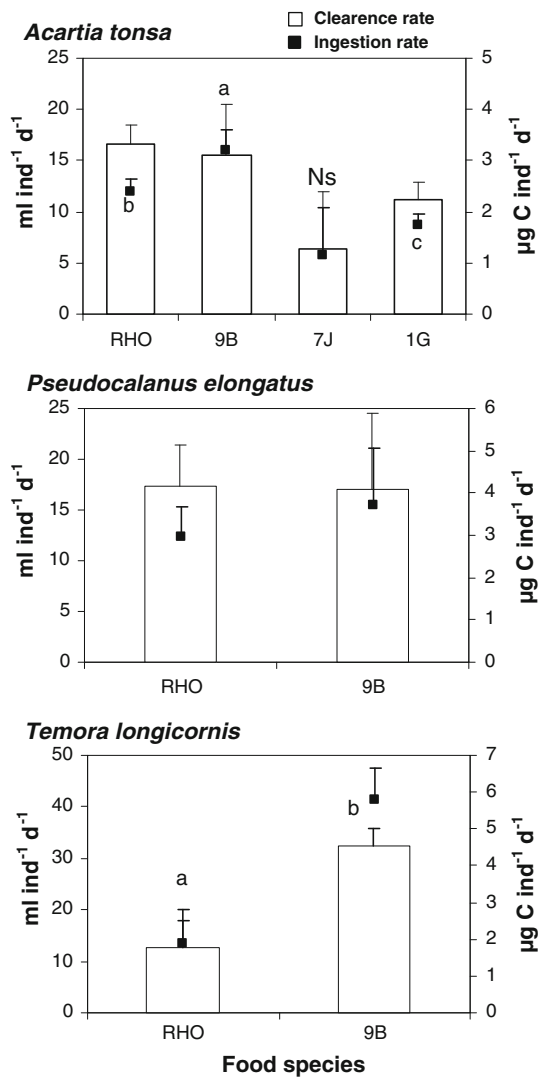 Acartia tonsa
Clearence rate
Ingestion rate
25
20
15
10
5
0
ml ind⁻¹ d⁻¹
a
b
Ns
c
5
4
3
2
1
0
µg C ind⁻¹ d⁻¹
RHO 9B 7J 1G
Pseudocalanus elongatus
25
20
15
10
5
0
ml ind⁻¹ d⁻¹
6
5
4
3
2
1
0
µg C ind⁻¹ d⁻¹
RHO 9B
Temora longicornis
50
40
30
20
10
0
ml ind⁻¹ d⁻¹
a
b
7
6
5
4
3
2
1
0
µg C ind⁻¹ d⁻¹
RHO 9B
Food species